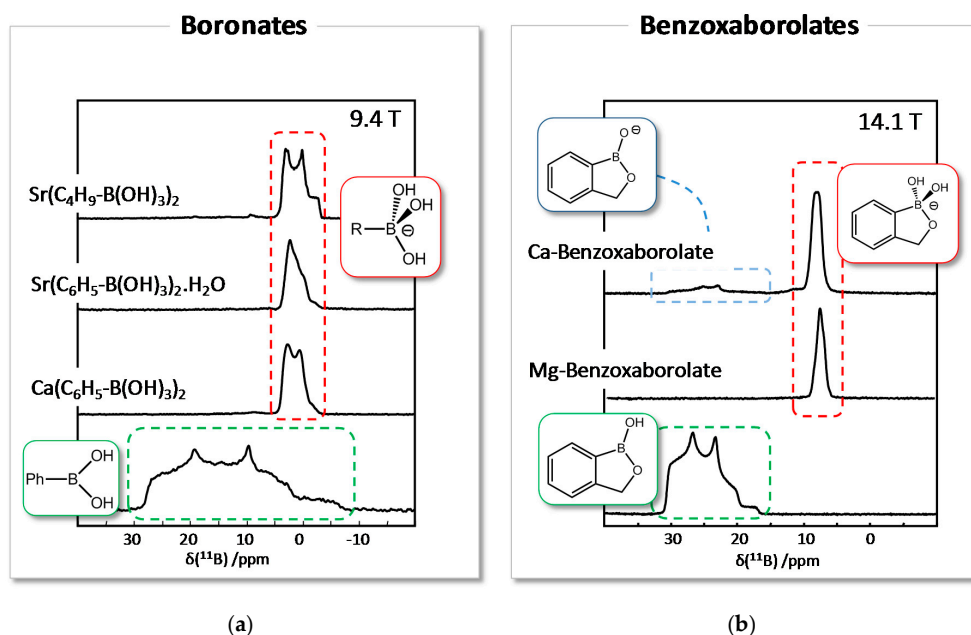 Boronates
9.4 T
Sr(C4H9-B(OH)3)2
OH
OH
R-B⊖
OH
Sr(C6H5-B(OH)3)2.H2O
Ca(C6H5-B(OH)3)2
OH
Ph-B
OH
30 20 10 0 -10
δ(11B) /ppm
(a)
Benzoxaborolates
14.1 T
O⊖
B
O
OH
OH
B⊖
O
Ca-Benzoxaborolate
Mg-Benzoxaborolate
OH
B
O
30 20 10 0
δ(11B) /ppm
(b)